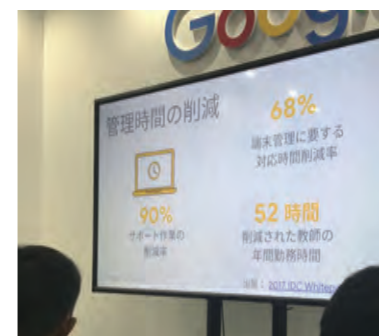 Goog
管理時間の削減
68%
端末管理に要する
対応時間削減率
90%
サポート作業の
削減率
52 時間
削減された教師の
年間勤務時間
出典： 2017 IDC Whitep